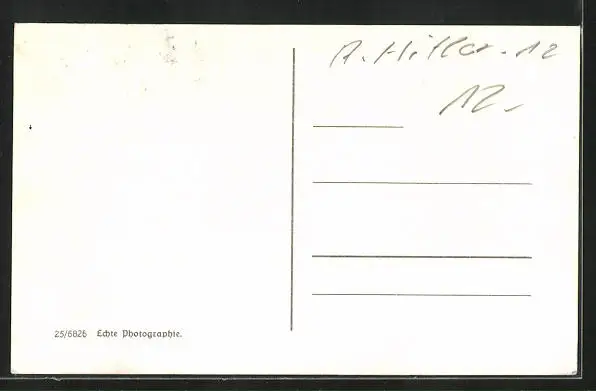 A. Hitler - 12
12,-
25/6826 Echte Photographie.